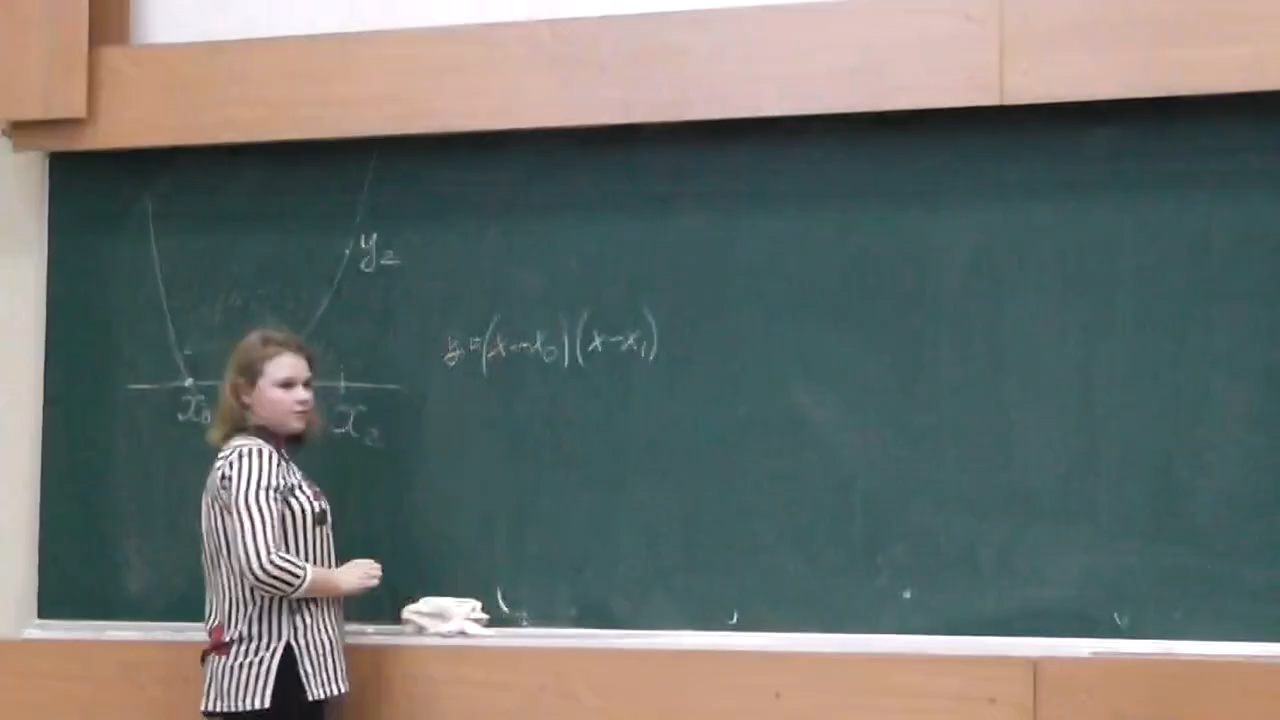 y₂
y=(x-x₀)(x-x₁)
x₀
x₂